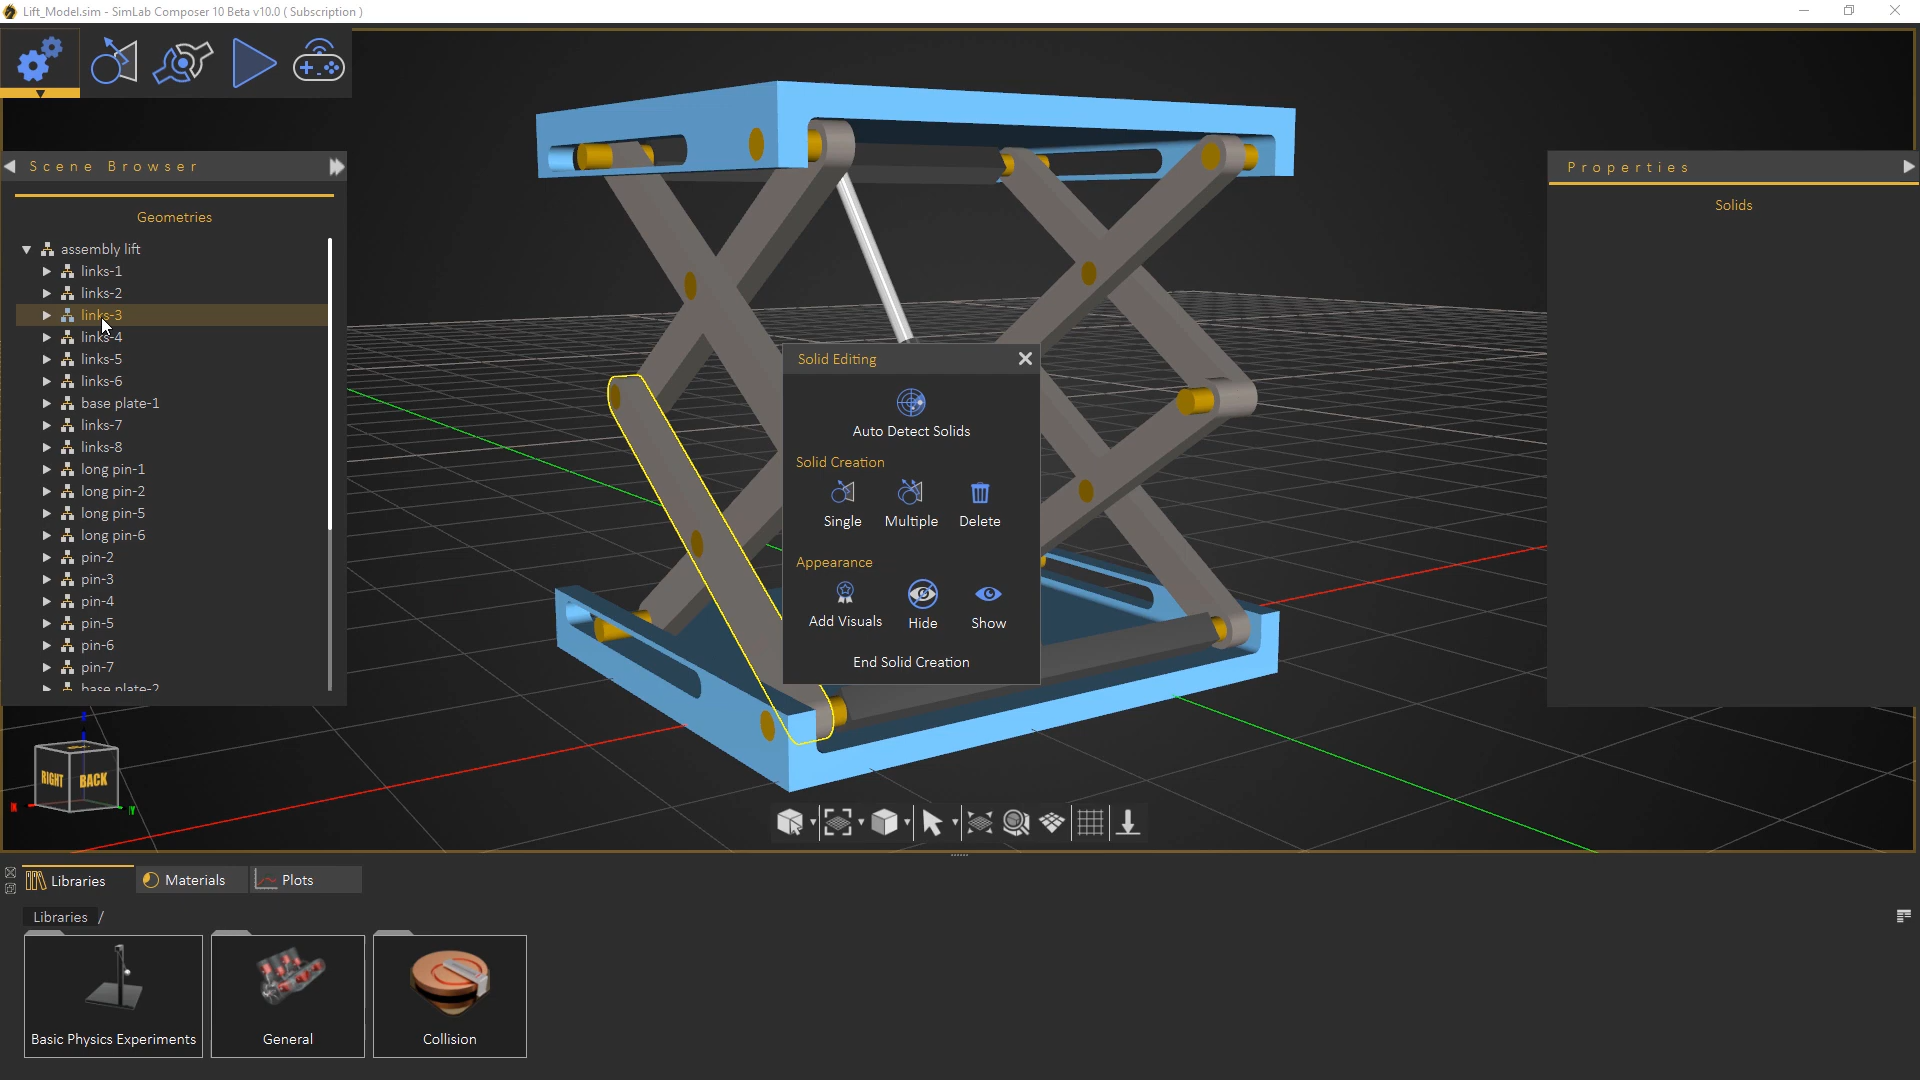 Lift_Model.sim - SimLab Composer 10 Beta v10.0 ( Subscription )
Scene Browser
Geometries
assembly lift
links-1
links-2
links-3
links-4
links-5
links-6
base plate-1
links-7
links-8
long pin-1
long pin-2
long pin-5
long pin-6
pin-2
pin-3
pin-4
pin-5
pin-6
pin-7
base plate-2
RIGHT
BACK
X
Y
Solid Editing
Auto Detect Solids
Solid Creation
Single
Multiple
Delete
Appearance
Add Visuals
Hide
Show
End Solid Creation
Properties
Solids
Libraries
Materials
Plots
Libraries /
Basic Physics Experiments
General
Collision